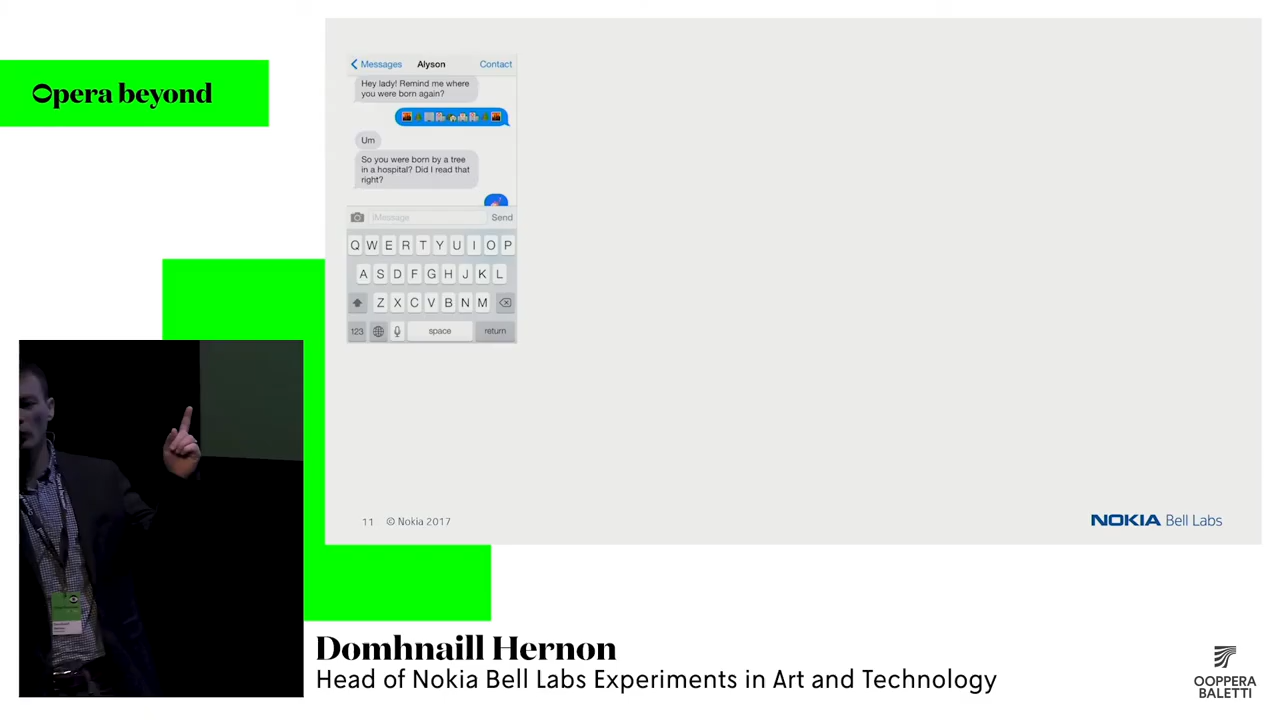 Opera beyond
Messages Alyson Contact
Hey lady! Remind me where
you were born again?
Um
So you were born by a tree
in a hospital? Did I read that
right?
iMessage Send
Q W E R T Y U I O P
A S D F G H J K L
Z X C V B N M
123 space return
11 © Nokia 2017
NOKIA Bell Labs
Domhnaill Hernon
Head of Nokia Bell Labs Experiments in Art and Technology
OOPPERA
BALETTI